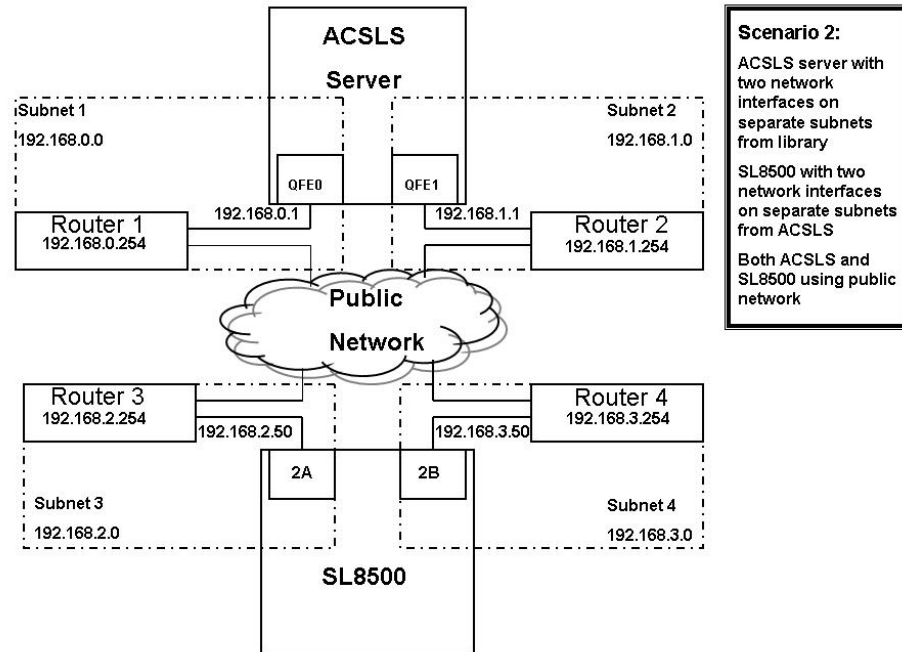 ACSLS
Server
Subnet 1
192.168.0.0
Subnet 2
192.168.1.0
QFE0
QFE1
192.168.0.1
192.168.1.1
Router 1
192.168.0.254
Router 2
192.168.1.254
Public
Network
Router 3
192.168.2.254
Router 4
192.168.3.254
192.168.2.50
192.168.3.50
2A
2B
Subnet 3
192.168.2.0
Subnet 4
192.168.3.0
SL8500
Scenario 2:
ACSLS server with
two network
interfaces on
separate subnets
from library
SL8500 with two
network interfaces
on separate subnets
from ACSLS
Both ACSLS and
SL8500 using public
network